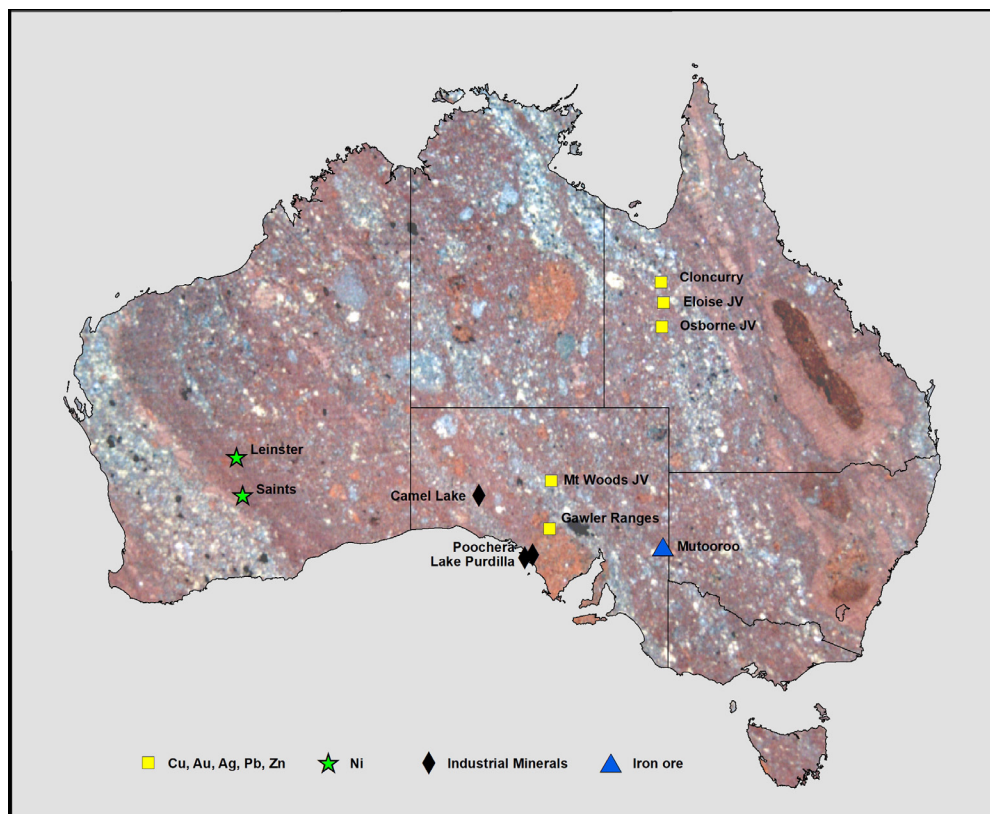 Cloncurry
Eloise JV
Osborne JV
Leinster
Saints
Camel Lake
Mt Woods JV
Gawler Ranges
Poochera
Lake Purdilla
Mutooroo
Cu, Au, Ag, Pb, Zn
Ni
Industrial Minerals
Iron ore